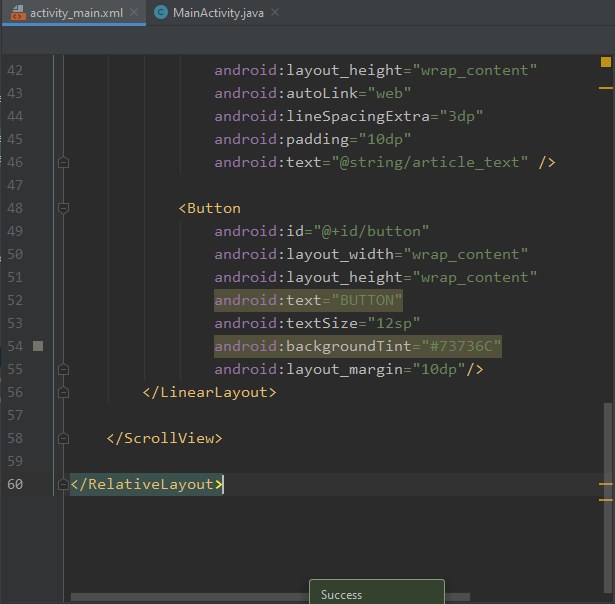 activity_main.xml MainActivity.java
42 android:layout_height="wrap_content"
43 android:autoLink="web"
44 android:lineSpacingExtra="3dp"
45 android:padding="10dp"
46 android:text="@string/article_text" />
47
48 <Button
49 android:id="@+id/button"
50 android:layout_width="wrap_content"
51 android:layout_height="wrap_content"
52 android:text="BUTTON"
53 android:textSize="12sp"
54 android:backgroundTint="#73736C"
55 android:layout_margin="10dp"/>
56 </LinearLayout>
57
58 </ScrollView>
59
60 </RelativeLayout>
Success